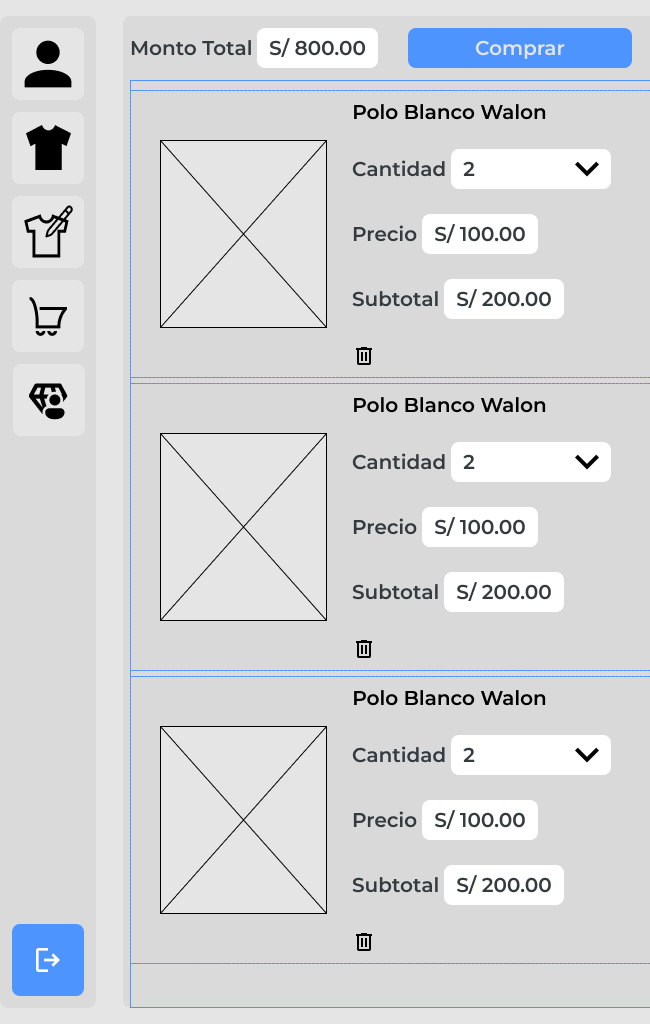 Monto Total S/ 800.00 Comprar
Polo Blanco Walon
Cantidad 2
Precio S/ 100.00
Subtotal S/ 200.00
Polo Blanco Walon
Cantidad 2
Precio S/ 100.00
Subtotal S/ 200.00
Polo Blanco Walon
Cantidad 2
Precio S/ 100.00
Subtotal S/ 200.00